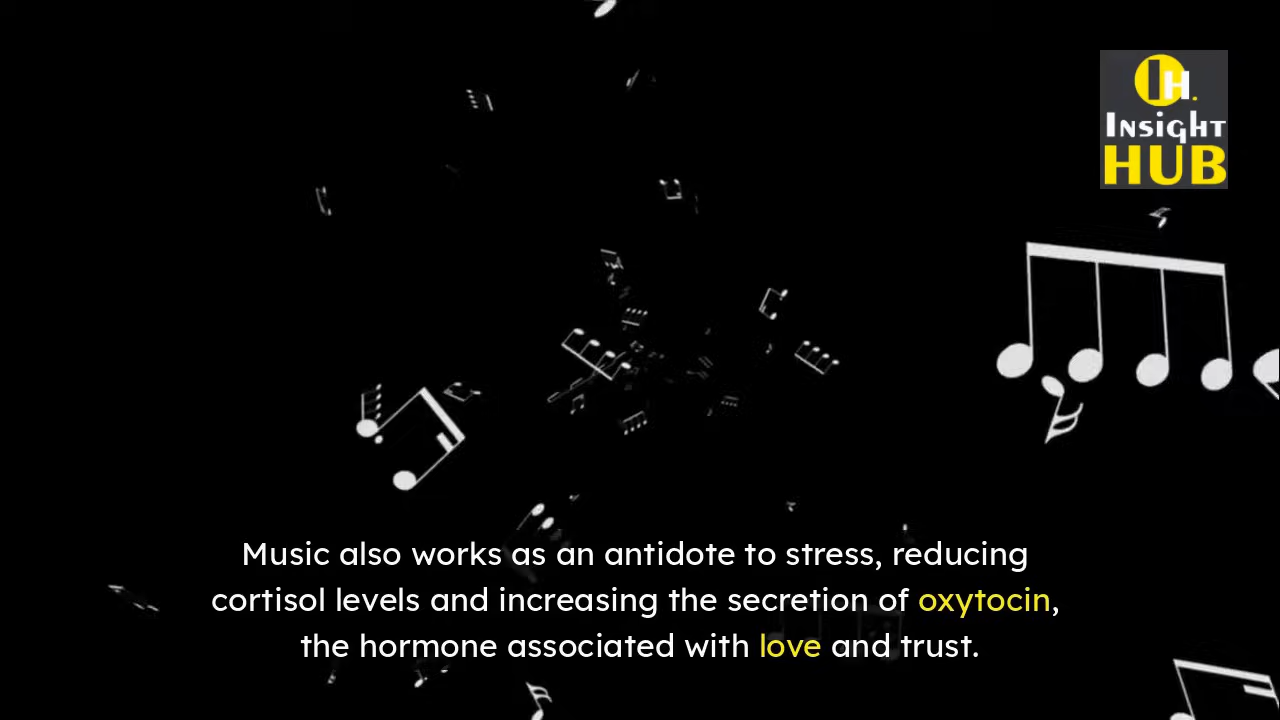 IH.
Insight
HUB
Music also works as an antidote to stress, reducing
cortisol levels and increasing the secretion of oxytocin,
the hormone associated with love and trust.